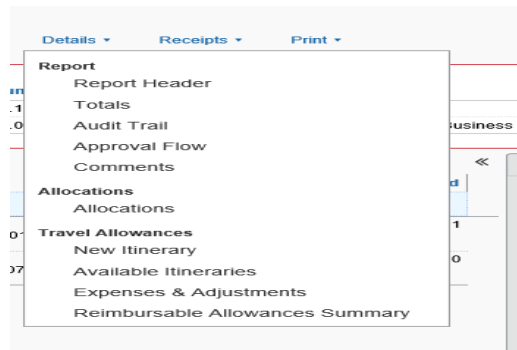 Details Receipts Print
Report
Report Header
Totals
Audit Trail
Approval Flow
Comments
Allocations
Allocations
Travel Allowances
New Itinerary
Available Itineraries
Expenses & Adjustments
Reimbursable Allowances Summary